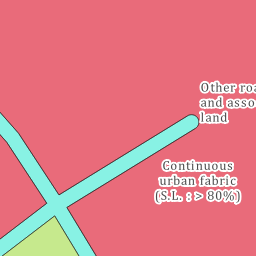 Other roa
and asso
land
Continuous
urban fabric
(S.L. : > 80%)